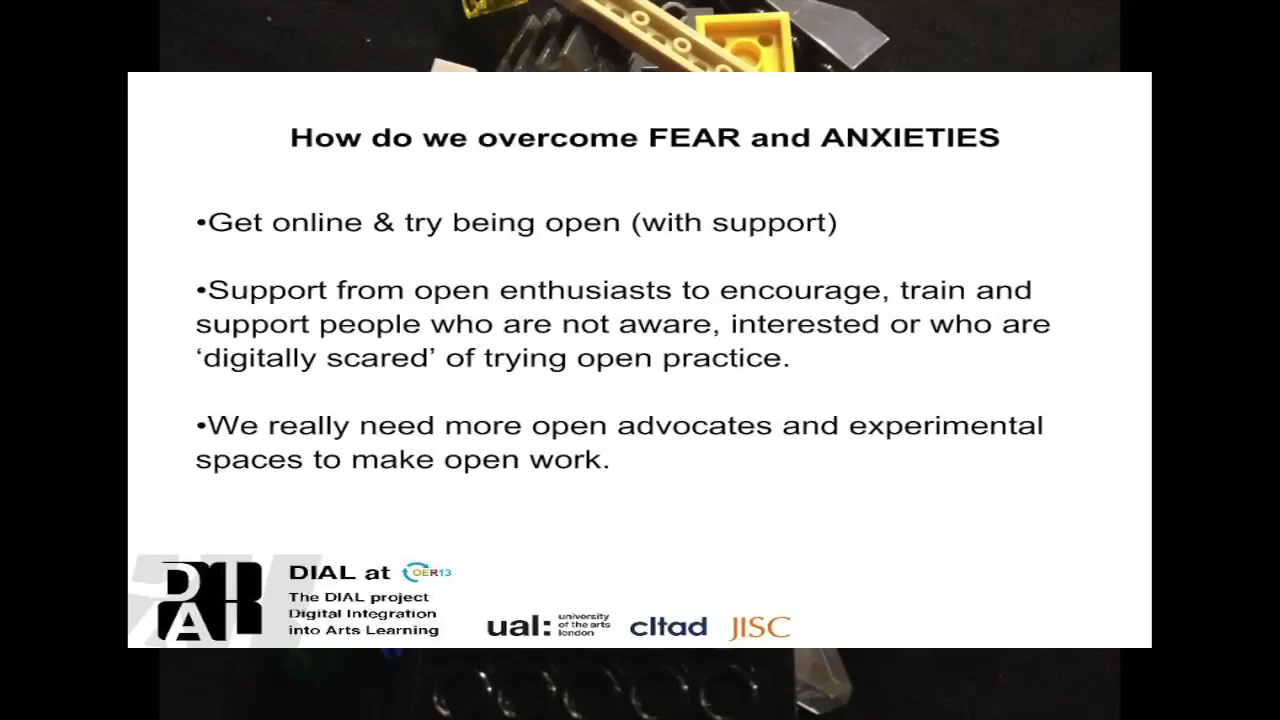 How do we overcome FEAR and ANXIETIES
•Get online & try being open (with support)
•Support from open enthusiasts to encourage, train and
support people who are not aware, interested or who are
‘digitally scared’ of trying open practice.
•We really need more open advocates and experimental
spaces to make open work.
DIAL
DIAL at OER13
The DIAL project
Digital Integration
into Arts Learning
ual: university
of the arts
london
cltad
JISC